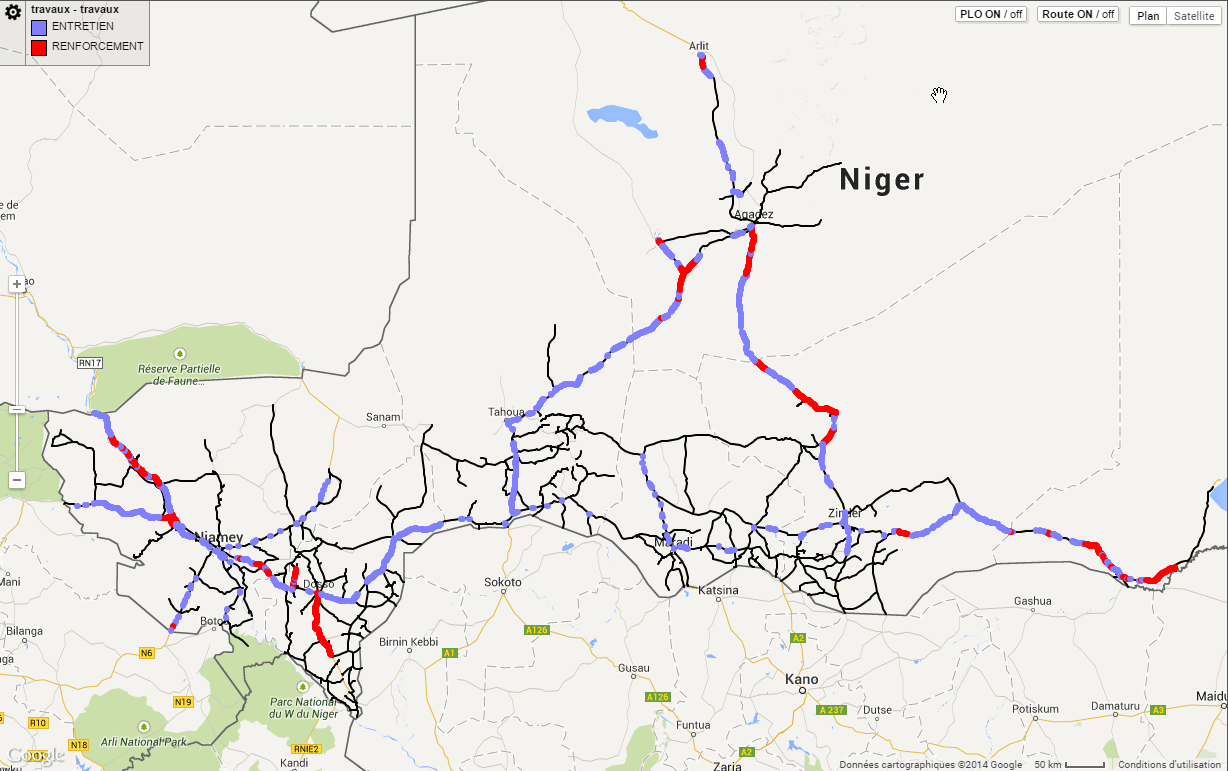 travaux - travaux
ENTRETIEN
RENFORCEMENT
PLO ON / off
Route ON / off
Plan
Satellite
Arlit
Niger
Agadez
RN17
Réserve Partielle
de Faune...
Sanam
Tahoua
Niamey
Zinder
Maradi
Dosso
Mani
Sokoto
Katsina
Gashua
Bilanga
Birnin Kebbi
A126
A2
N6
A1
Gusau
Kano
N19
Parc National
du W du Niger
A126
A 237
Dutse
Potiskum
Damaturu
A3
R10
Arli National Park
Funtua
N18
RNIE2
A2
Kandi
Zaria
Google
Données cartographiques ©2014 Google
50 km
Conditions d'utilisation